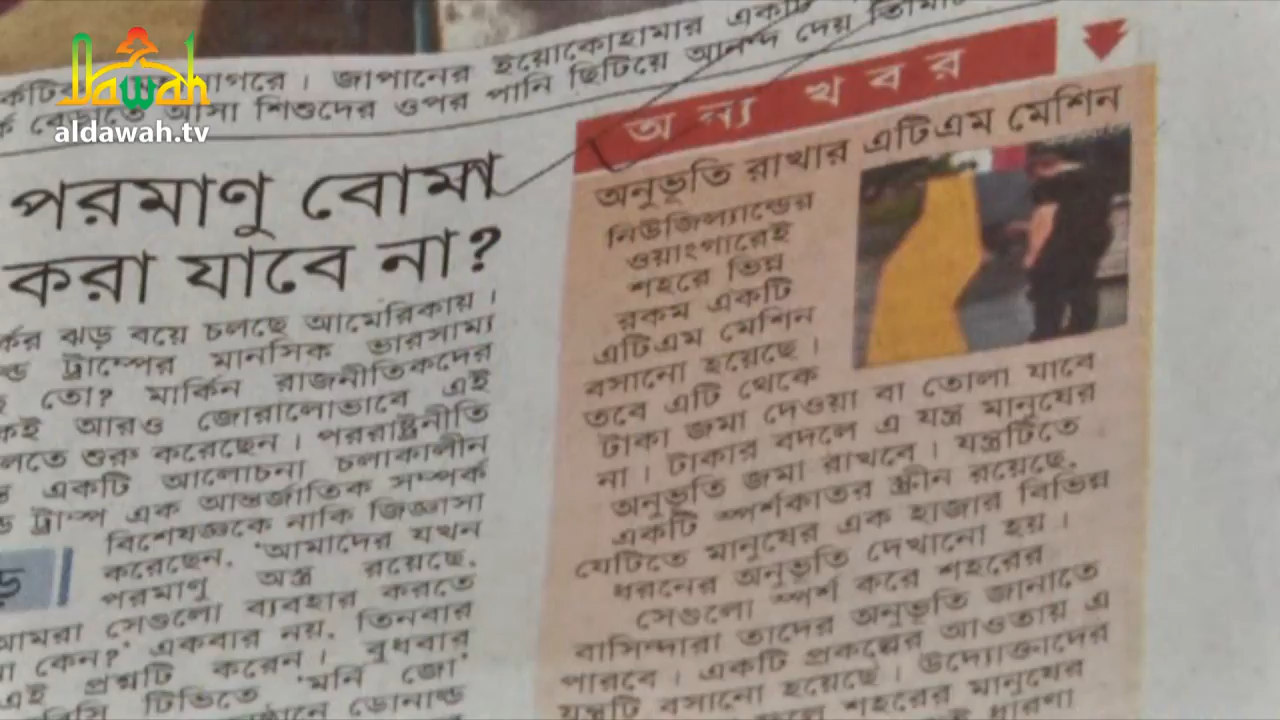 Dawah
aldawah.tv
সাগরে। জাপানের ইয়োকোহামার একটি
আসা শিশুদের ওপর পানি ছিটিয়ে আনন্দ দেয়
পরমাণু বোমা
করা যাবে না?
ঝড় বয়ে চলছে আমেরিকায়।
ট্রাম্পের মানসিক ভারসাম্য
তো? মার্কিন রাজনীতিকদের
আরও জোরালোভাবে এই
শুরু করেছেন। পররাষ্ট্রনীতি
একটি আলোচনা চলাকালীন
ট্রাম্প এক আন্তর্জাতিক সম্পর্ক
বিশেষজ্ঞকে নাকি জিজ্ঞাসা
করেছেন, 'আমাদের যখন
পরমাণু অস্ত্র রয়েছে,
আমরা সেগুলো ব্যবহার করতে
কেন?' একবার নয়, তিনবার
এই প্রশ্নটি করেন। বুধবার
টিভিতে 'মর্নিং জো'
ডোনাল্ড
অন্য খবর
অনুভূতি রাখার এটিএম মেশিন
নিউজিল্যান্ডের
ওয়াংগারেই
শহরে ভিন্ন
রকম একটি
এটিএম মেশিন
বসানো হয়েছে।
তবে এটি থেকে
টাকা জমা দেওয়া বা তোলা যাবে
না। টাকার বদলে এ যন্ত্র মানুষের
অনুভূতি জমা রাখবে। যন্ত্রটিতে
একটি স্পর্শকাতর স্ক্রীন রয়েছে,
যেটিতে মানুষের এক হাজার বিভিন্ন
ধরনের অনুভূতি দেখানো হয়।
সেগুলো স্পর্শ করে শহরের
বাসিন্দারা তাদের অনুভূতি জানাতে
পারবে। একটি প্রকল্পের আওতায় এ
যন্ত্রটি বসানো হয়েছে। উদ্যোক্তাদের
শহরের মানুষের
ধারণা